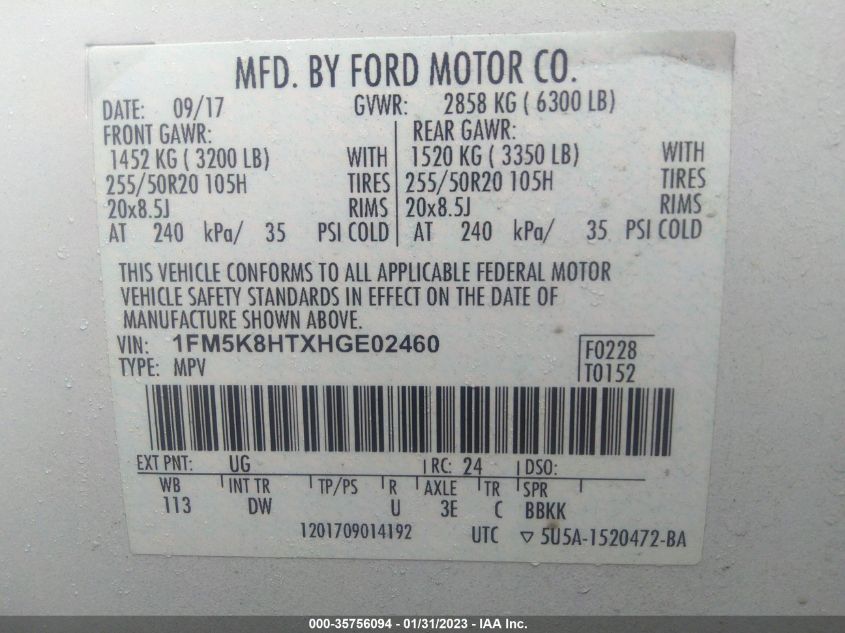 MFD. BY FORD MOTOR CO.
DATE: 09/17 GVWR: 2858 KG ( 6300 LB)
FRONT GAWR: REAR GAWR:
1452 KG ( 3200 LB) WITH 1520 KG ( 3350 LB) WITH
255/50R20 105H TIRES 255/50R20 105H TIRES
20x8.5J RIMS 20x8.5J RIMS
AT 240 kPa/ 35 PSI COLD AT 240 kPa/ 35 PSI COLD
THIS VEHICLE CONFORMS TO ALL APPLICABLE FEDERAL MOTOR
VEHICLE SAFETY STANDARDS IN EFFECT ON THE DATE OF
MANUFACTURE SHOWN ABOVE.
VIN: 1FM5K8HTXHGE02460 F0228
TYPE: MPV T0152
EXT PNT: UG RC: 24 DSO:
WB INT TR TP/PS R AXLE TR SPR
113 DW U 3E C BBKK
1201709014192 UTC ▽ 5U5A-1520472-BA
000-35756094 - 01/31/2023 - IAA Inc.